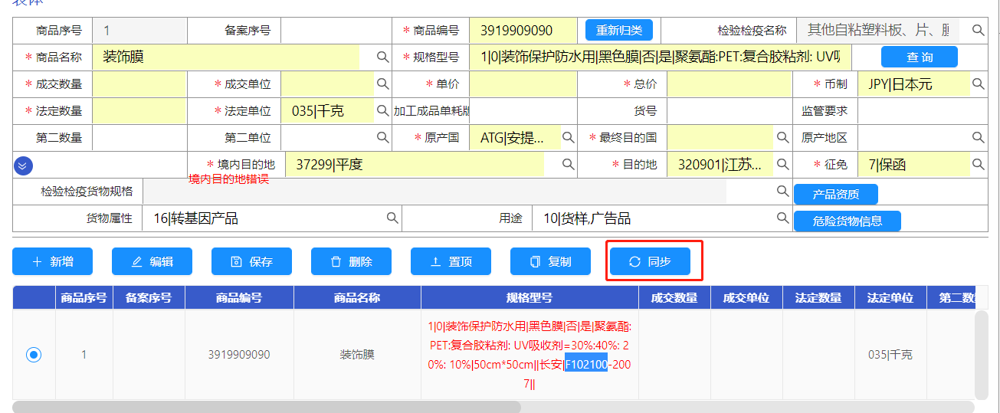 商品序号 1 备案序号 * 商品编号 3919909090 重新归类 检验检疫名称 其他自粘塑料板、片、
* 商品名称 装饰膜 * 规格型号 1|0|装饰保护防水用|黑色膜|否|是|聚氨酯:PET:复合胶粘剂: UV吸 查 询
* 成交数量 * 成交单位 * 单价 * 总价 * 币制 JPY|日本元
* 法定数量 * 法定单位 035|千克 加工成品单耗版 货号 监管要求
第二数量 第二单位 * 原产国 ATG|安提... * 最终目的国 原产地区
* 境内目的地 37299|平度 * 目的地 320901|江苏... * 征免 7|保函
境内目的地错误
检验检疫货物规格 产品资质
货物属性 16|转基因产品 用途 10|货样,广告品 危险货物信息
新增 编辑 保存 删除 置顶 复制 同步
商品序号 备案序号 商品编号 商品名称 规格型号 成交数量 成交单位 法定数量 法定单位 第二数
1|0|装饰保护防水用|黑色膜|否|是|聚氨酯:
PET:复合胶粘剂: UV吸收剂=30%:40%: 2
1 3919909090 装饰膜 035|千克
0%: 10%|50cm*50cm||长安|F102100-200
7||